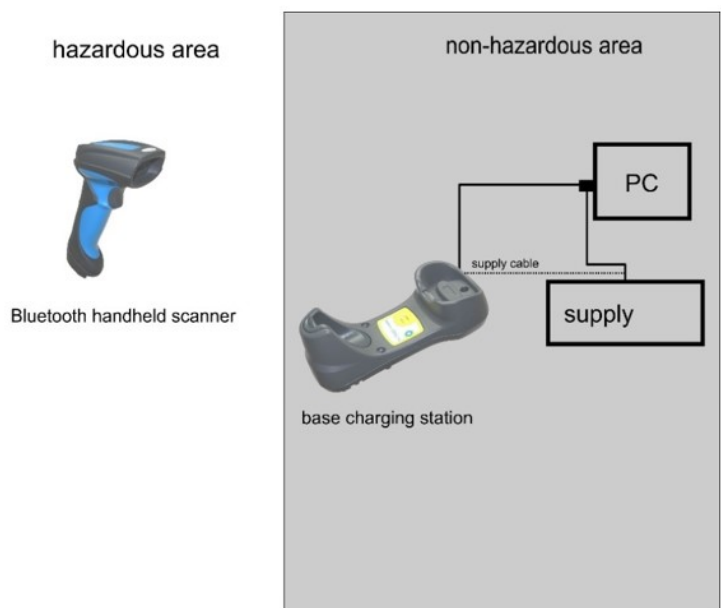 hazardous area
non-hazardous area
PC
supply cable
supply
Bluetooth handheld scanner
base charging station